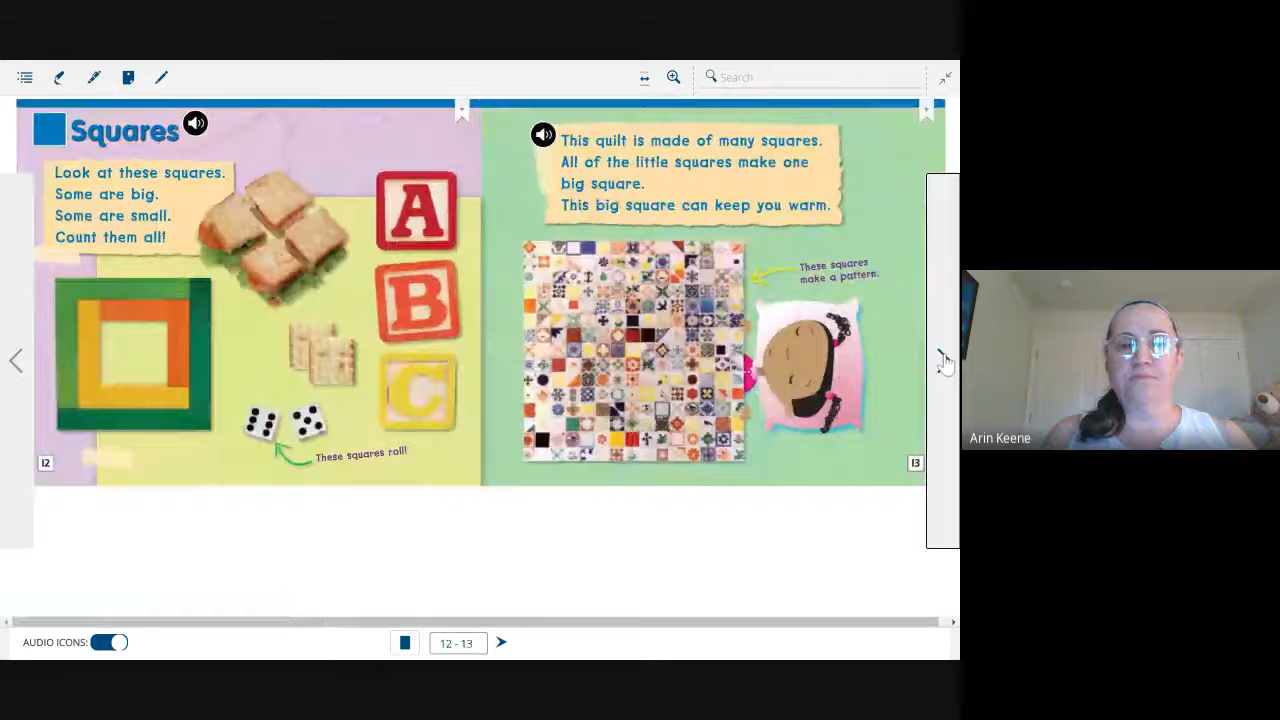 Search
Squares
Look at these squares.
Some are big.
Some are small.
Count them all!
A
B
C
These squares roll!
12
This quilt is made of many squares.
All of the little squares make one
big square.
This big square can keep you warm.
These squares
make a pattern.
13
Arin Keene
AUDIO ICONS:
12 - 13